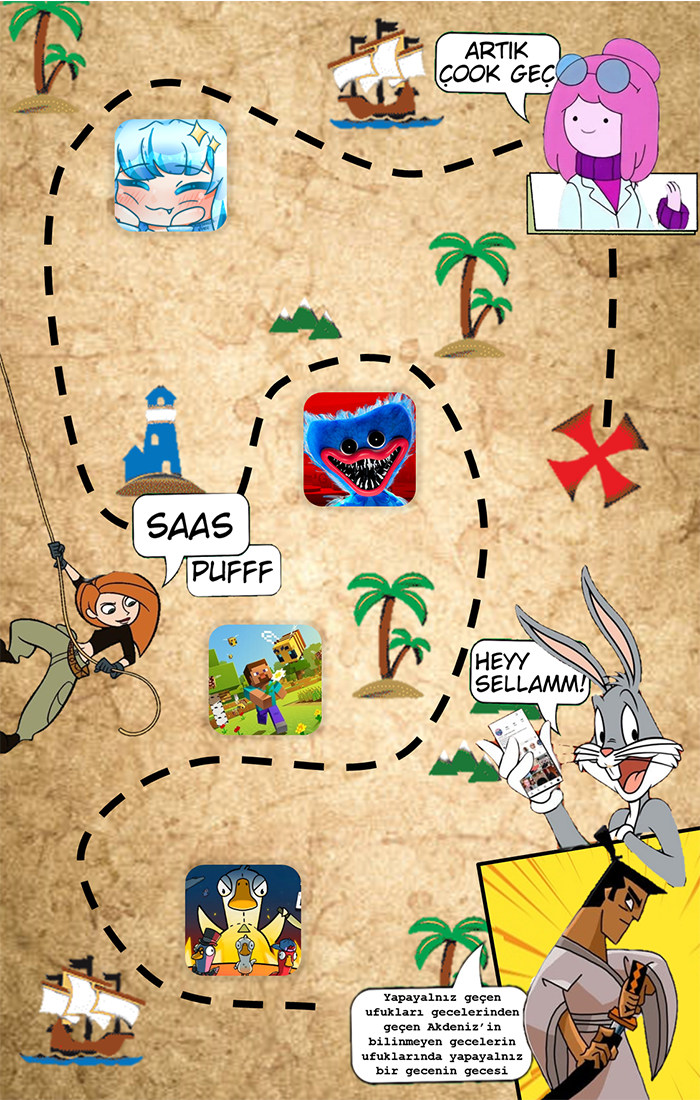 ARTIK
ÇOOK GEÇ
SAAS
PUFFF
HEYY
SELLAMM!
Yapayalnız geçen
ufukları gecelerinden
geçen Akdeniz'in
bilinmeyen gecelerin
ufuklarında yapayalnız
bir gecenin gecesi